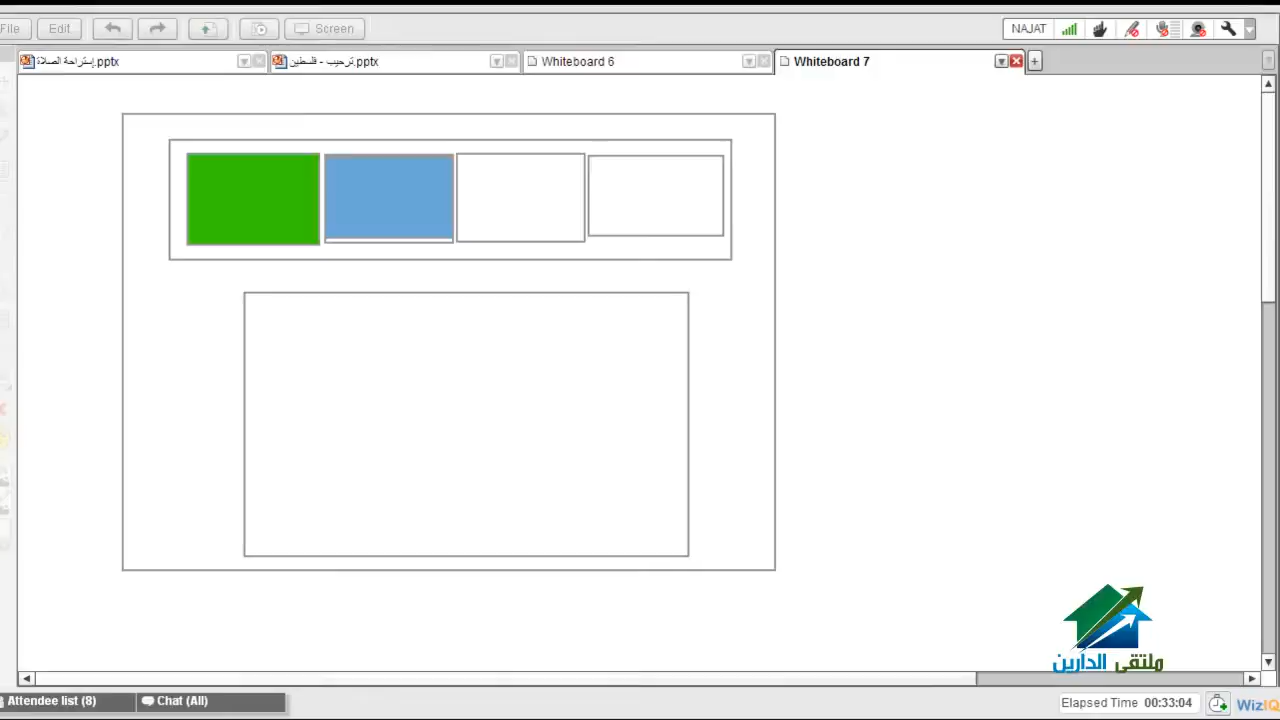 File Edit Screen NAJAT
إستراحة الصلاة.pptx ترحيب - فلسطين.pptx Whiteboard 6 Whiteboard 7
ملتقى الدارين
Attendee list (8) Chat (All) Elapsed Time 00:33:04 WizIQ